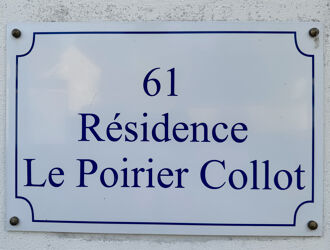 61
Résidence
Le Poirier Collot